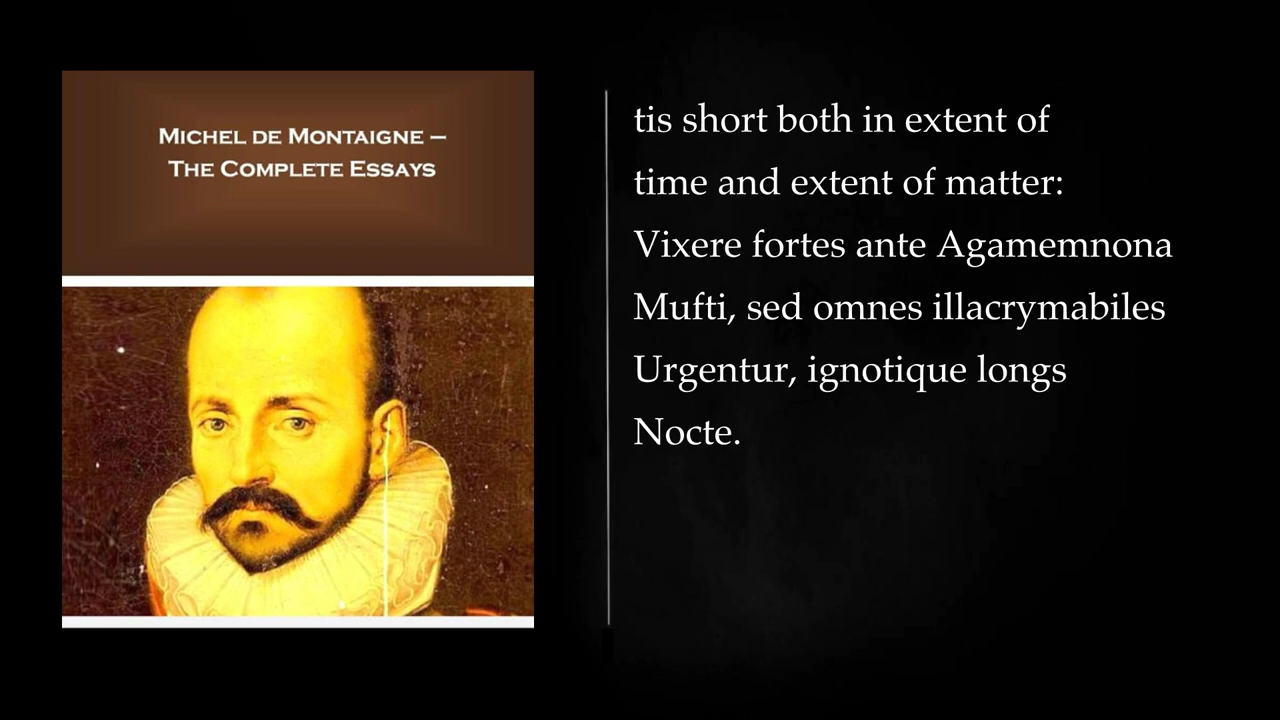 MICHEL DE MONTAIGNE –
THE COMPLETE ESSAYS
tis short both in extent of
time and extent of matter:
Vixere fortes ante Agamemnona
Mufti, sed omnes illacrymabiles
Urgentur, ignotique longs
Nocte.